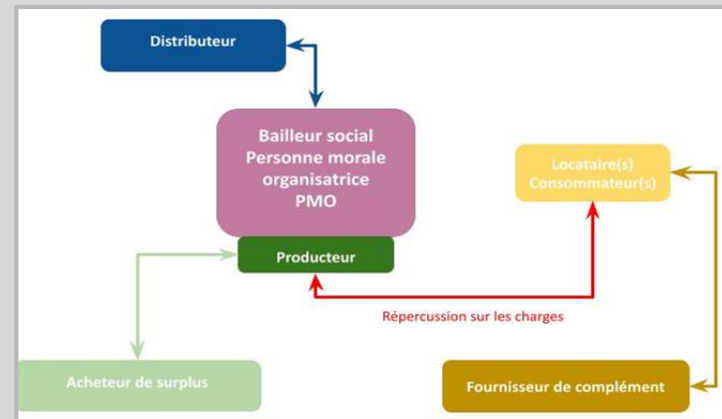 Distributeur
Bailleur social
Personne morale
organisatrice
PMO
Locataire(s)
Consommateur(s)
Producteur
Répercussion sur les charges
Acheteur de surplus
Fournisseur de complément